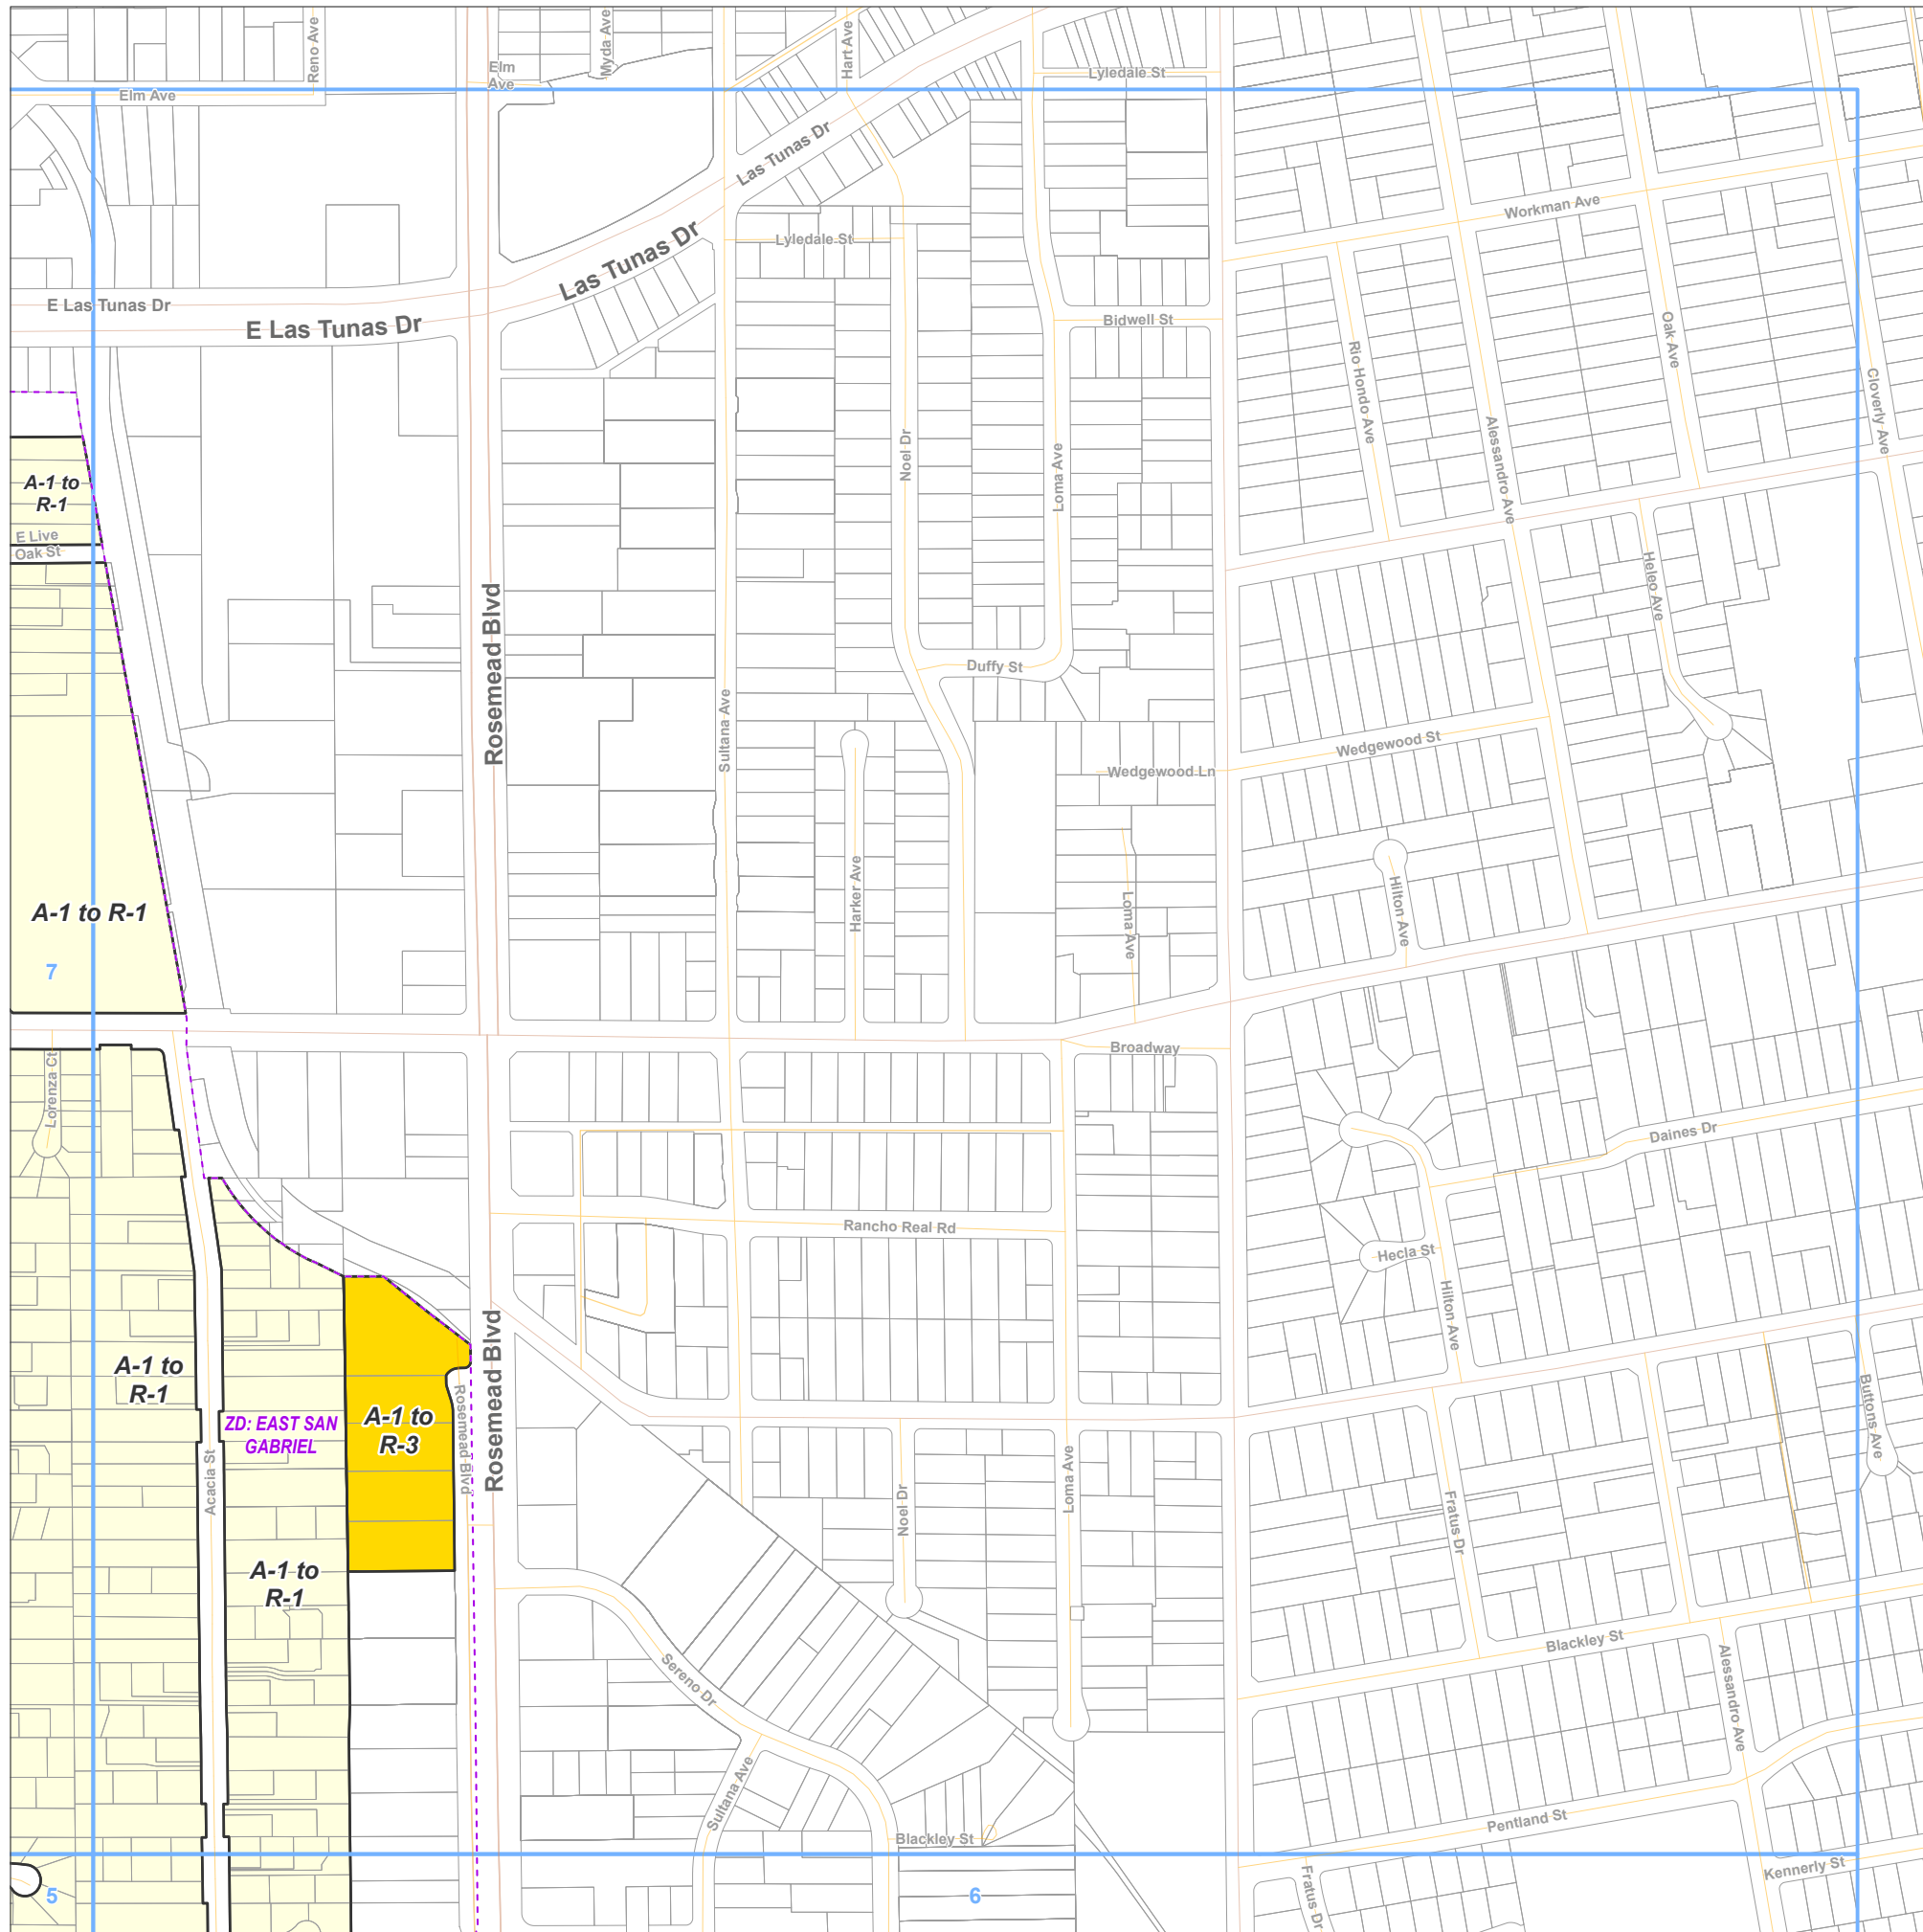 Reno Ave
Myda Ave
Hart Ave
Elm
Ave
Lyledale St
Elm Ave
Las Tunas Dr
Workman Ave
Lyledale St
Las Tunas Dr
E Las Tunas Dr
E Las Tunas Dr
Bidwell St
Oak Ave
Rio Hondo Ave
Cloverly Ave
Alessandro Ave
Noel Dr
Loma Ave
A-1 to
R-1
E Live
Oak St
Heleo Ave
Rosemead Blvd
Duffy St
Sultana Ave
Wedgewood St
Wedgewood Ln
Harker Ave
Loma Ave
Hilton Ave
A-1 to R-1
7
Lorenza Ct
Broadway
Daines Dr
Rancho Real Rd
Hecla St
Hilton Ave
Rosemead Blvd
A-1 to
R-1
Rosemead Blvd
A-1 to
R-3
ZD: EAST SAN
GABRIEL
Buttons Ave
Acacia St
Noel Dr
Loma Ave
Fratus Dr
A-1 to
R-1
Blackley St
Sereno Dr
Alessandro Ave
Sultana Ave
Pentland St
Blackley St
Kennerly St
5
6
Fratus Dr